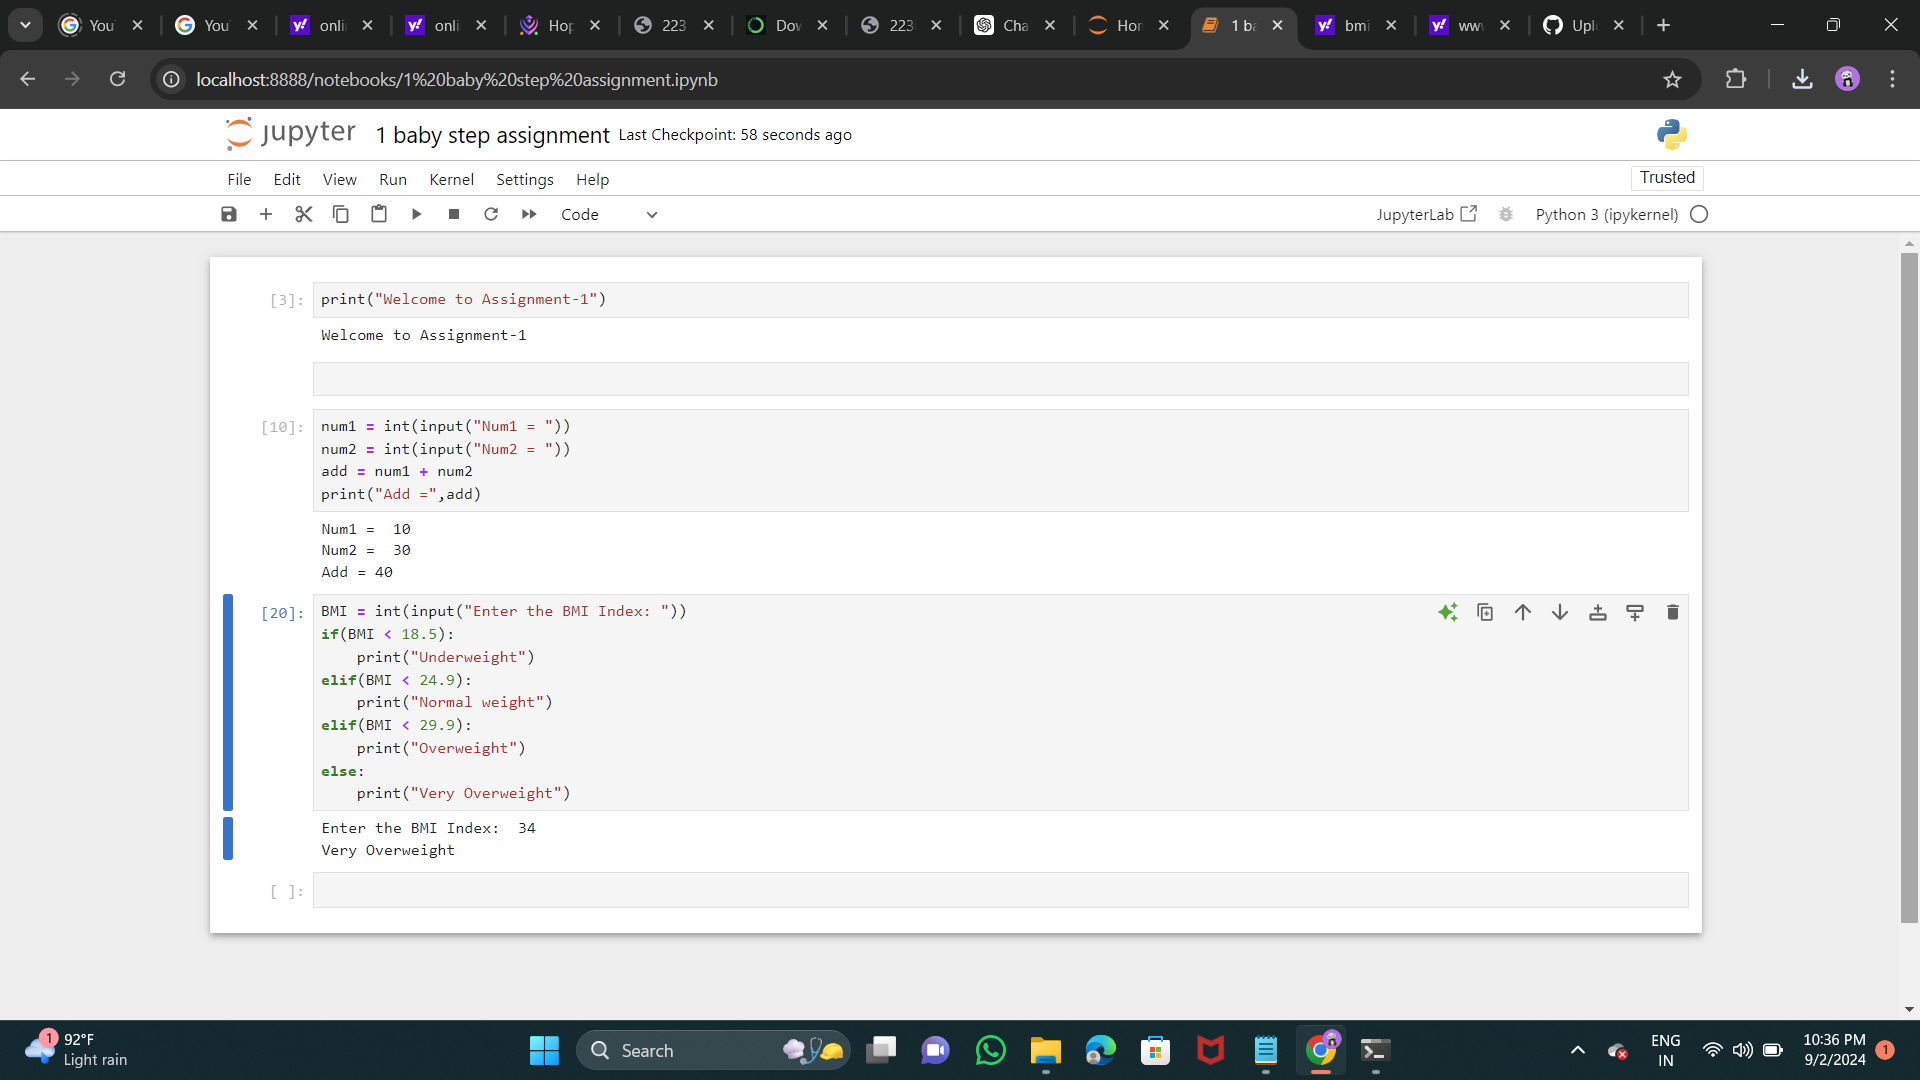 You
You
onli
onli
Hop
223
Dov
223
Cha
Hon
1 ba
bmi
ww
Upl
localhost:8888/notebooks/1%20baby%20step%20assignment.ipynb
jupyter 1 baby step assignment Last Checkpoint: 58 seconds ago
File Edit View Run Kernel Settings Help
Trusted
Code
JupyterLab
Python 3 (ipykernel)
[3]: print("Welcome to Assignment-1")
Welcome to Assignment-1
[10]: num1 = int(input("Num1 = "))
num2 = int(input("Num2 = "))
add = num1 + num2
print("Add =",add)
Num1 =  10
Num2 =  30
Add = 40
[20]: BMI = int(input("Enter the BMI Index: "))
if(BMI < 18.5):
    print("Underweight")
elif(BMI < 24.9):
    print("Normal weight")
elif(BMI < 29.9):
    print("Overweight")
else:
    print("Very Overweight")
Enter the BMI Index:  34
Very Overweight
[ ]:
1
92°F
Light rain
Search
ENG
IN
10:36 PM
9/2/2024
1